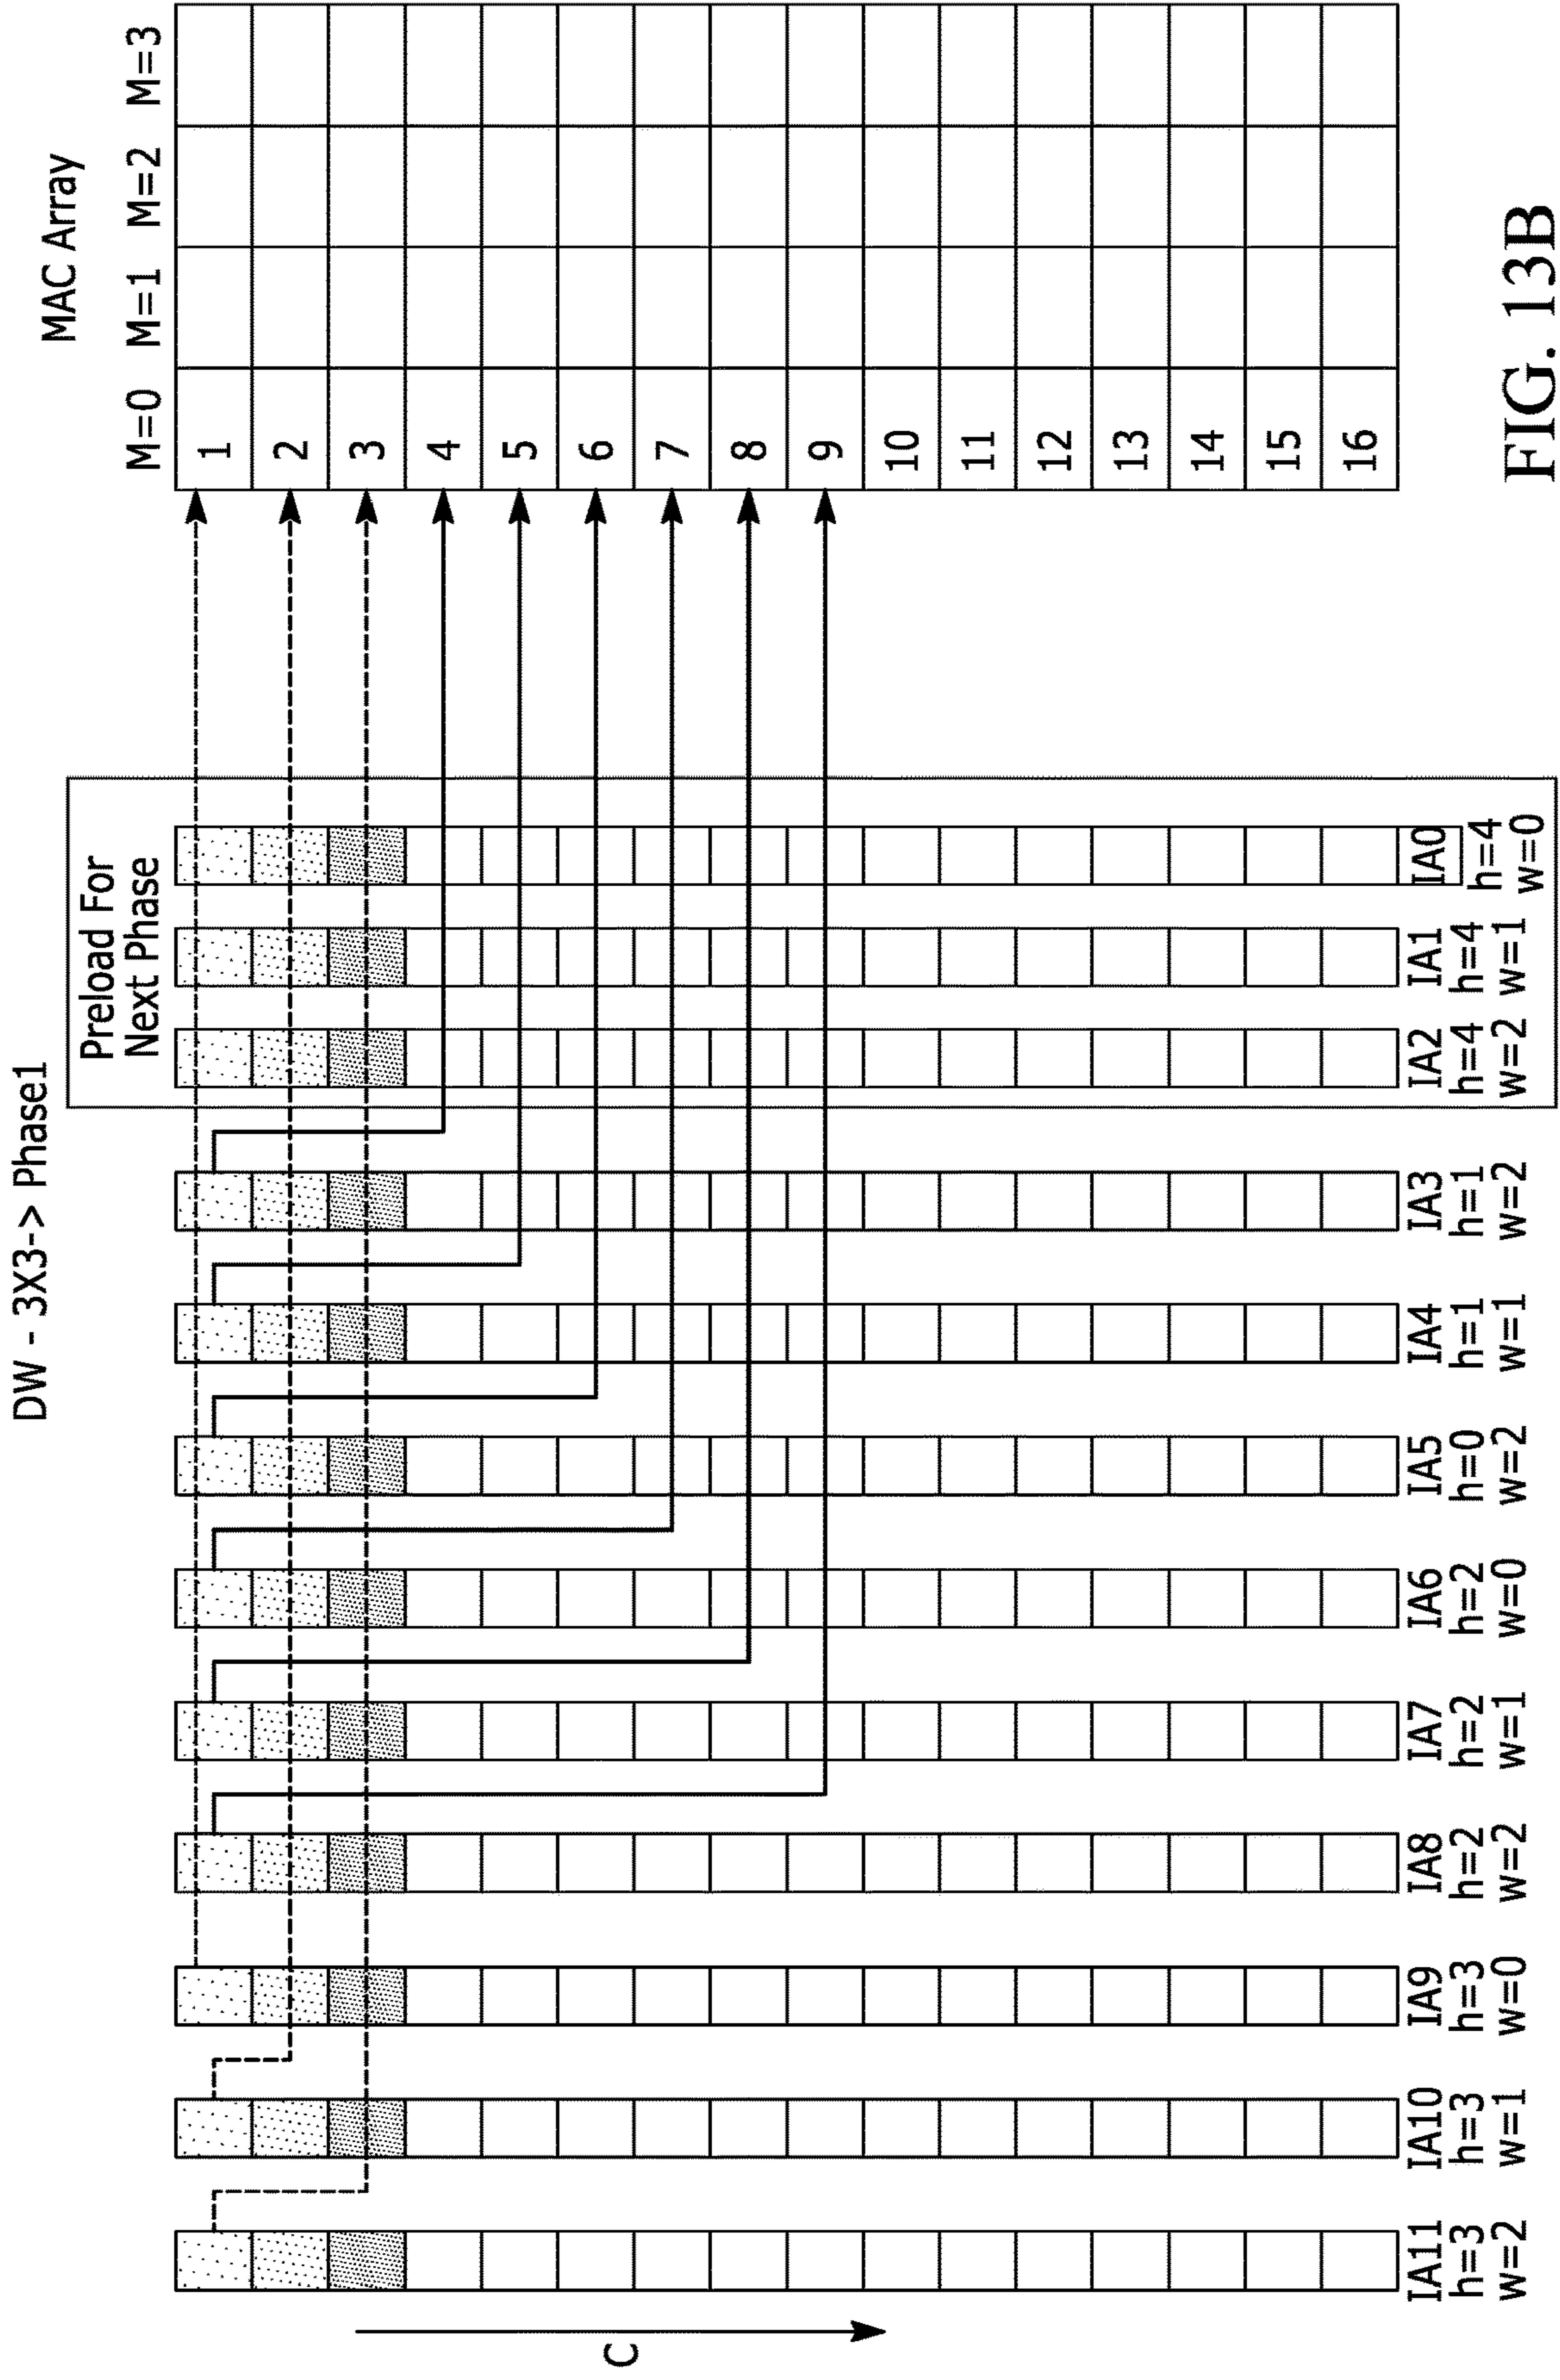 DW - 3X3-> Phase1
MAC Array
Preload For
Next Phase
M=0 M=1 M=2 M=3
1
2
3
4
5
6
7
8
9
10
11
12
13
14
15
16
C
IA11 IA10 IA9 IA8 IA7 IA6 IA5 IA4 IA3 IA2 IA1 IA0
h=3 h=3 h=3 h=2 h=2 h=2 h=0 h=1 h=1 h=4 h=4 h=4
w=2 w=1 w=0 w=2 w=1 w=0 w=2 w=1 w=2 w=2 w=1 w=0
FIG. 13B